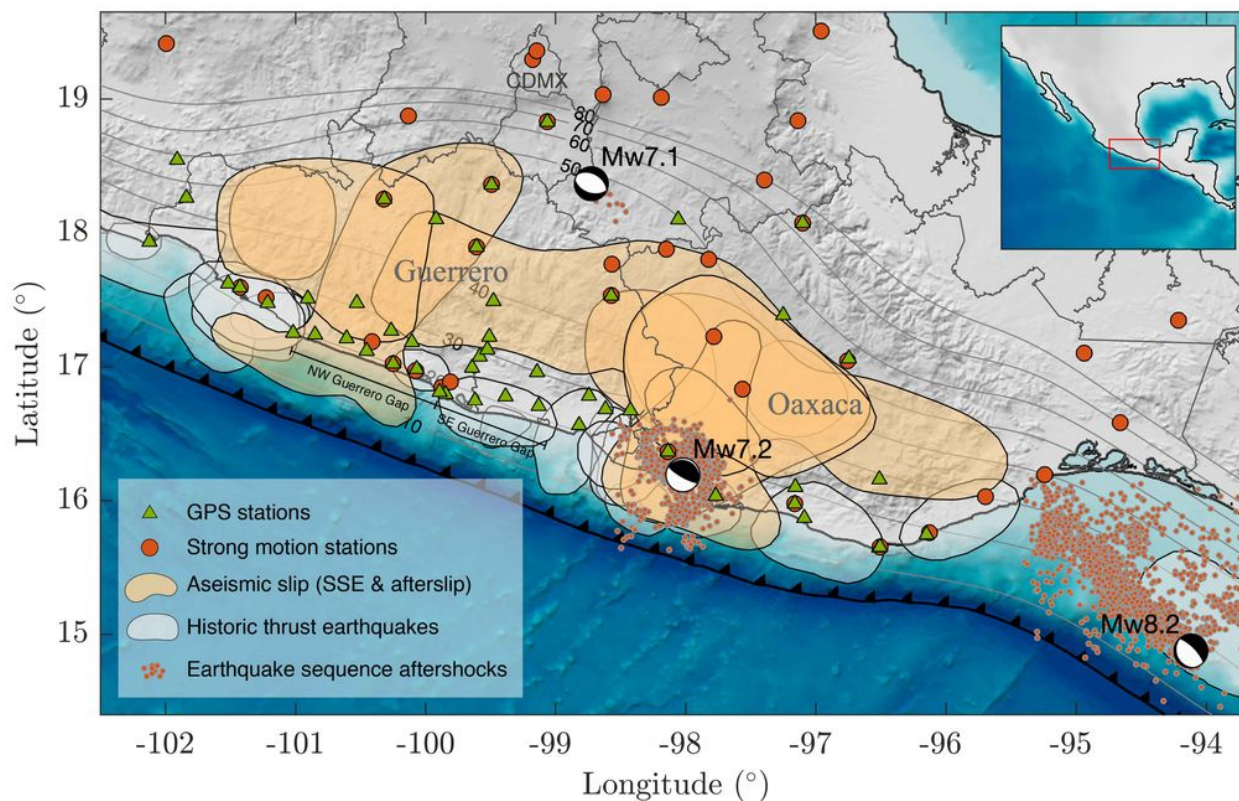 19
18
17
16
15
Latitude (°)
CDMX
80
70
60
50
Mw7.1
Guerrero
40
30
NW Guerrero Gap
SE Guerrero Gap
10
Oaxaca
Mw7.2
Mw8.2
GPS stations
Strong motion stations
Aseismic slip (SSE & afterslip)
Historic thrust earthquakes
Earthquake sequence aftershocks
-102 -101 -100 -99 -98 -97 -96 -95 -94
Longitude (°)